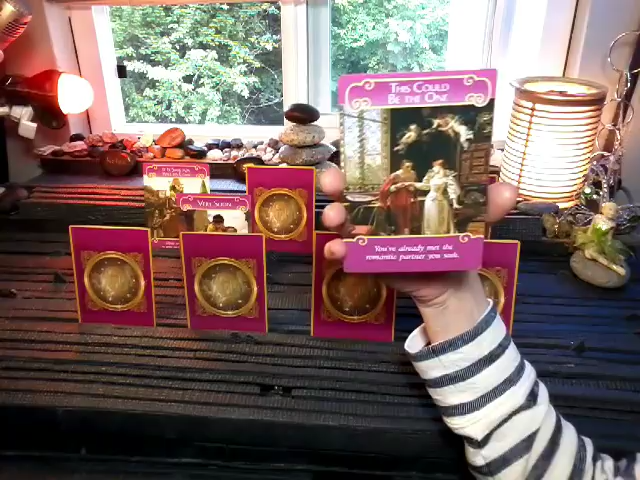 THIS COULD
BE THE ONE
You've already met the
romantic partner you seek.
VERY SOON